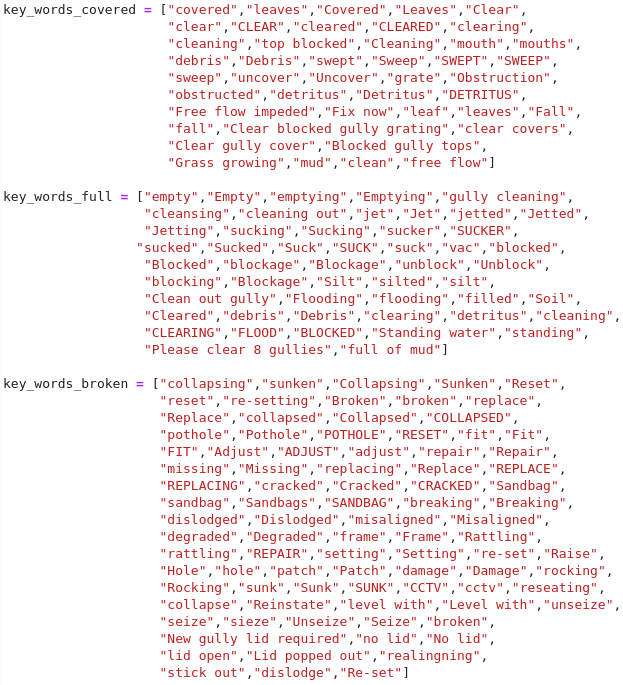 key_words_covered = ["covered","leaves","Covered","Leaves","Clear",
"clear","CLEAR","cleared","CLEARED","clearing",
"cleaning","top blocked","Cleaning","mouth","mouths",
"debris","Debris","swept","Sweep","SWEPT","SWEEP",
"sweep","uncover","Uncover","grate","Obstruction",
"obstructed","detritus","Detritus","DETRITUS",
"Free flow impeded","Fix now","leaf","leaves","Fall",
"fall","Clear blocked gully grating","clear covers",
"Clear gully cover","Blocked gully tops",
"Grass growing","mud","clean","free flow"]
key_words_full = ["empty","Empty","emptying","Emptying","gully cleaning",
"cleansing","cleaning out","jet","Jet","jetted","Jetted",
"Jetting","sucking","Sucking","sucker","SUCKER",
"sucked","Sucked","Suck","SUCK","suck","vac","blocked",
"Blocked","blockage","Blockage","unblock","Unblock",
"blocking","Blockage","Silt","silted","silt",
"Clean out gully","Flooding","flooding","filled","Soil",
"Cleared","debris","Debris","clearing","detritus","cleaning",
"CLEARING","FLOOD","BLOCKED","Standing water","standing",
"Please clear 8 gullies","full of mud"]
key_words_broken = ["collapsing","sunken","Collapsing","Sunken","Reset",
"reset","re-setting","Broken","broken","replace",
"Replace","collapsed","Collapsed","COLLAPSED",
"pothole","Pothole","POTHOLE","RESET","fit","Fit",
"FIT","Adjust","ADJUST","adjust","repair","Repair",
"missing","Missing","replacing","Replace","REPLACE",
"REPLACING","cracked","Cracked","CRACKED","Sandbag",
"sandbag","Sandbags","SANDBAG","breaking","Breaking",
"dislodged","Dislodged","misaligned","Misaligned",
"degraded","Degraded","frame","Frame","Rattling",
"rattling","REPAIR","setting","Setting","re-set","Raise",
"Hole","hole","patch","Patch","damage","Damage","rocking",
"Rocking","sunk","Sunk","SUNK","CCTV","cctv","reseating",
"collapse","Reinstate","level with","Level with","unseize",
"seize","sieze","Unseize","Seize","broken",
"New gully lid required","no lid","No lid",
"lid open","Lid popped out","realingning",
"stick out","dislodge","Re-set"]